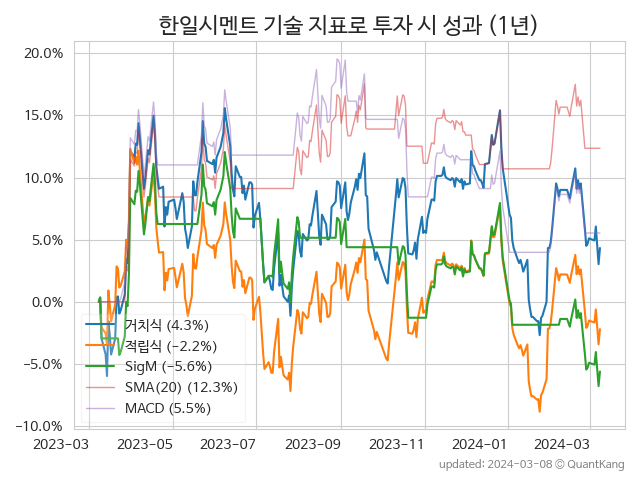 한일시멘트 기술 지표로 투자 시 성과 (1년)
20.0%
15.0%
10.0%
5.0%
0.0%
−5.0%
−10.0%
거치식 (4.3%)
적립식 (−2.2%)
SigM (−5.6%)
SMA(20) (12.3%)
MACD (5.5%)
2023-03
2023-05
2023-07
2023-09
2023-11
2024-01
2024-03
updated: 2024-03-08 ⓒ QuantKang